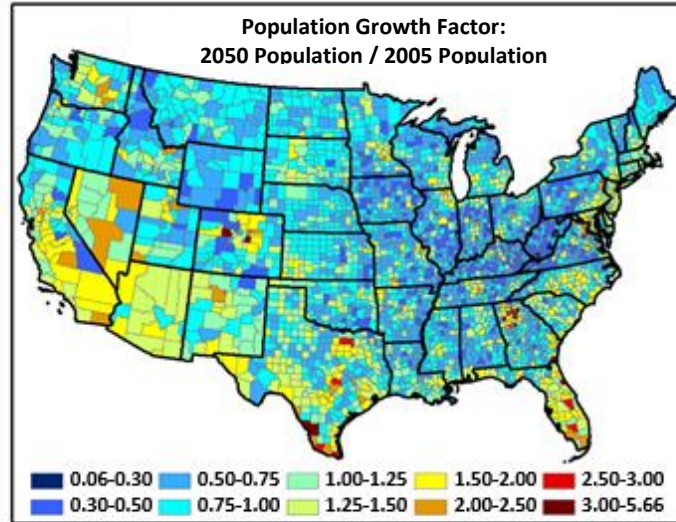 Population Growth Factor:
2050 Population / 2005 Population
0.06-0.30 0.50-0.75 1.00-1.25 1.50-2.00 2.50-3.00
0.30-0.50 0.75-1.00 1.25-1.50 2.00-2.50 3.00-5.66